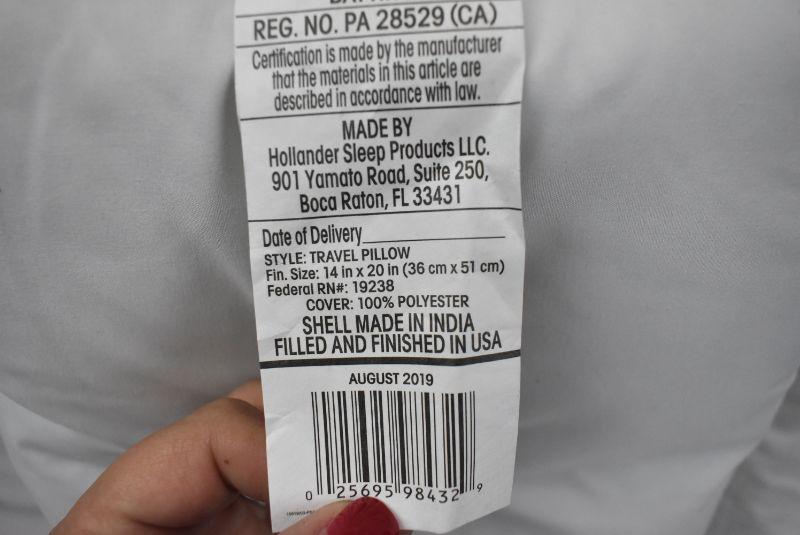 REG. NO. PA 28529 (CA)
Certification is made by the manufacturer
that the materials in this article are
described in accordance with law.
MADE BY
Hollander Sleep Products LLC.
901 Yamato Road, Suite 250,
Boca Raton, FL 33431
Date of Delivery
STYLE: TRAVEL PILLOW
Fin. Size: 14 in x 20 in (36 cm x 51 cm)
Federal RN#: 19238
COVER: 100% POLYESTER
SHELL MADE IN INDIA
FILLED AND FINISHED IN USA
AUGUST 2019
0 25695 98432 9